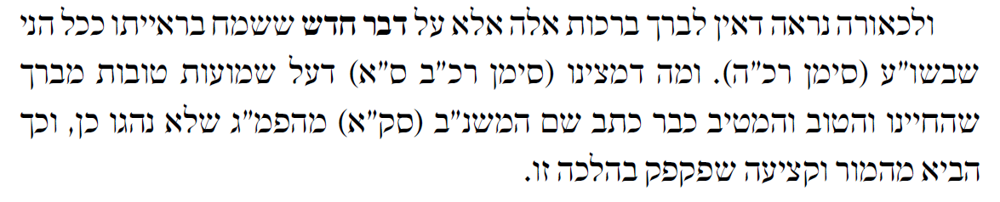 ולכאורה נראה דאין לברך ברכות אלה אלא על דבר חדש ששמח בראייתו ככל הני
שבשו״ע (סימן רכ״ה). ומה דמצינו (סימן רכ״ב ס״א) דעל שמועות טובות מברך
שהחיינו והטוב והמטיב כבר כתב שם המשנ״ב (סק״א) מהפמ״ג שלא נהגו כן, וכך
הביא מהמור וקציעה שפקפק בהלכה זו.